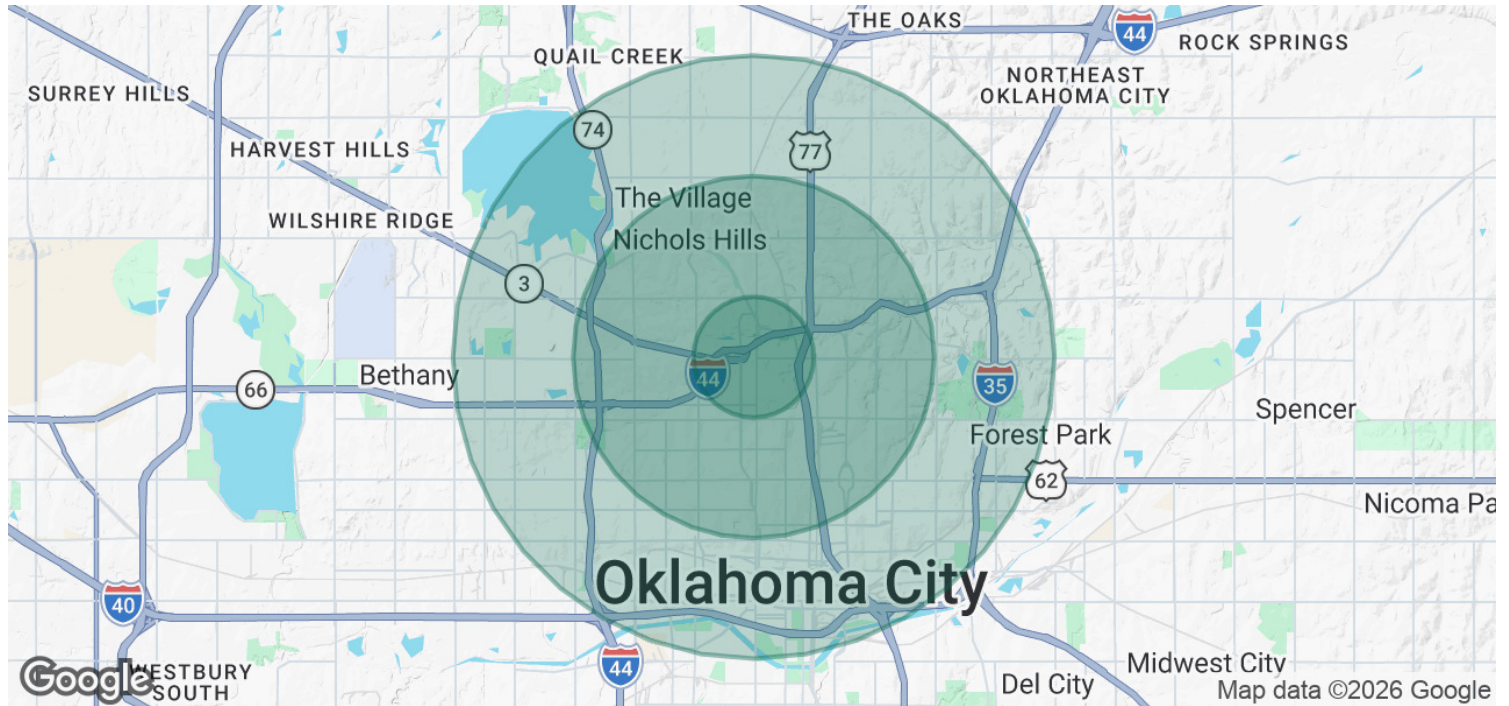 THE OAKS
44
ROCK SPRINGS
QUAIL CREEK
NORTHEAST
OKLAHOMA CITY
SURREY HILLS
74
HARVEST HILLS
77
The Village
WILSHIRE RIDGE
Nichols Hills
3
Bethany
44
35
66
Spencer
Forest Park
62
Nicoma Pa
Oklahoma City
40
44
Midwest City
WESTBURY
SOUTH
Google
Del City
Map data ©2026 Google